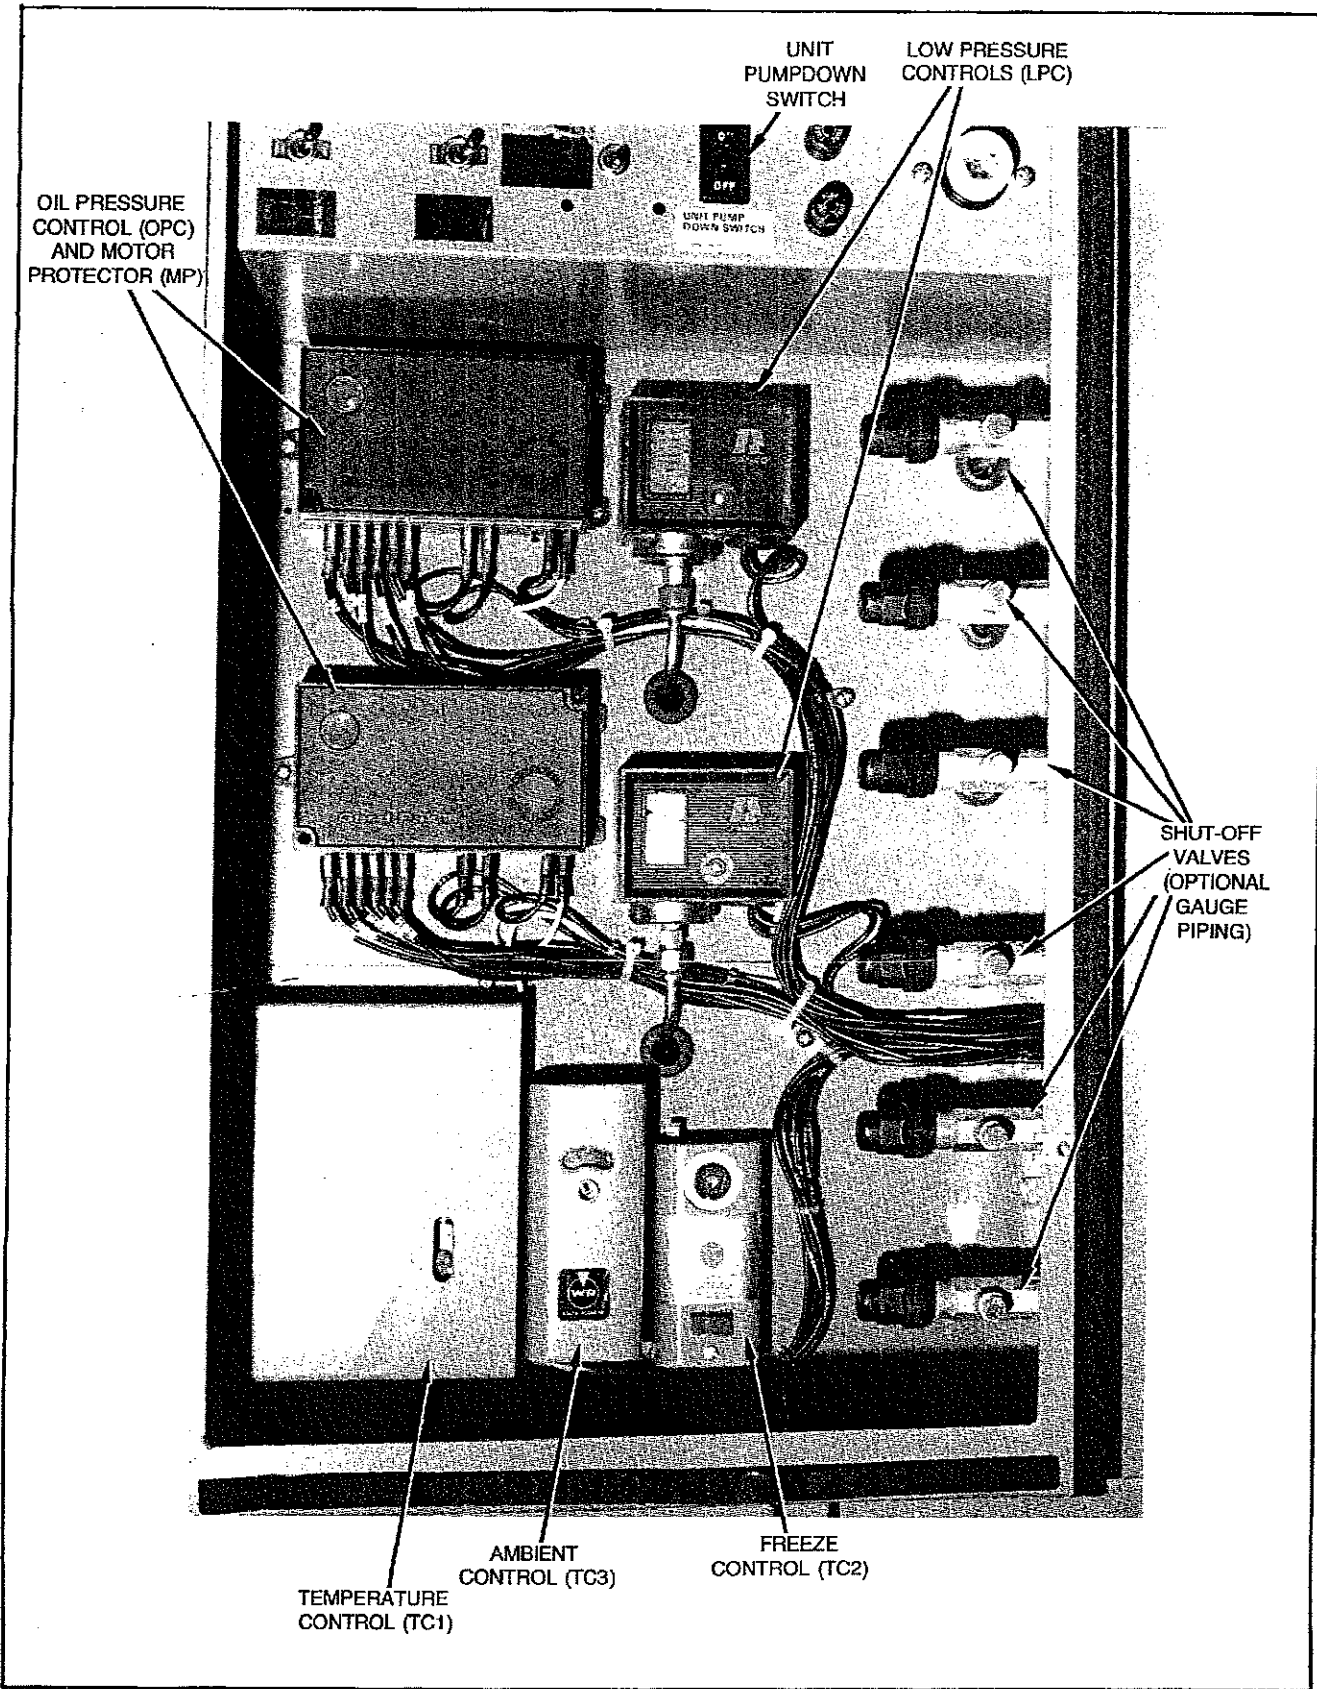 UNIT
PUMPDOWN
SWITCH
LOW PRESSURE
CONTROLS (LPC)
OFF
UNIT PUMP
DOWN SWITCH
OIL PRESSURE
CONTROL (OPC)
AND MOTOR
PROTECTOR (MP)
SHUT-OFF
VALVES
(OPTIONAL
GAUGE
PIPING)
AMBIENT
CONTROL (TC3)
FREEZE
CONTROL (TC2)
TEMPERATURE
CONTROL (TC1)